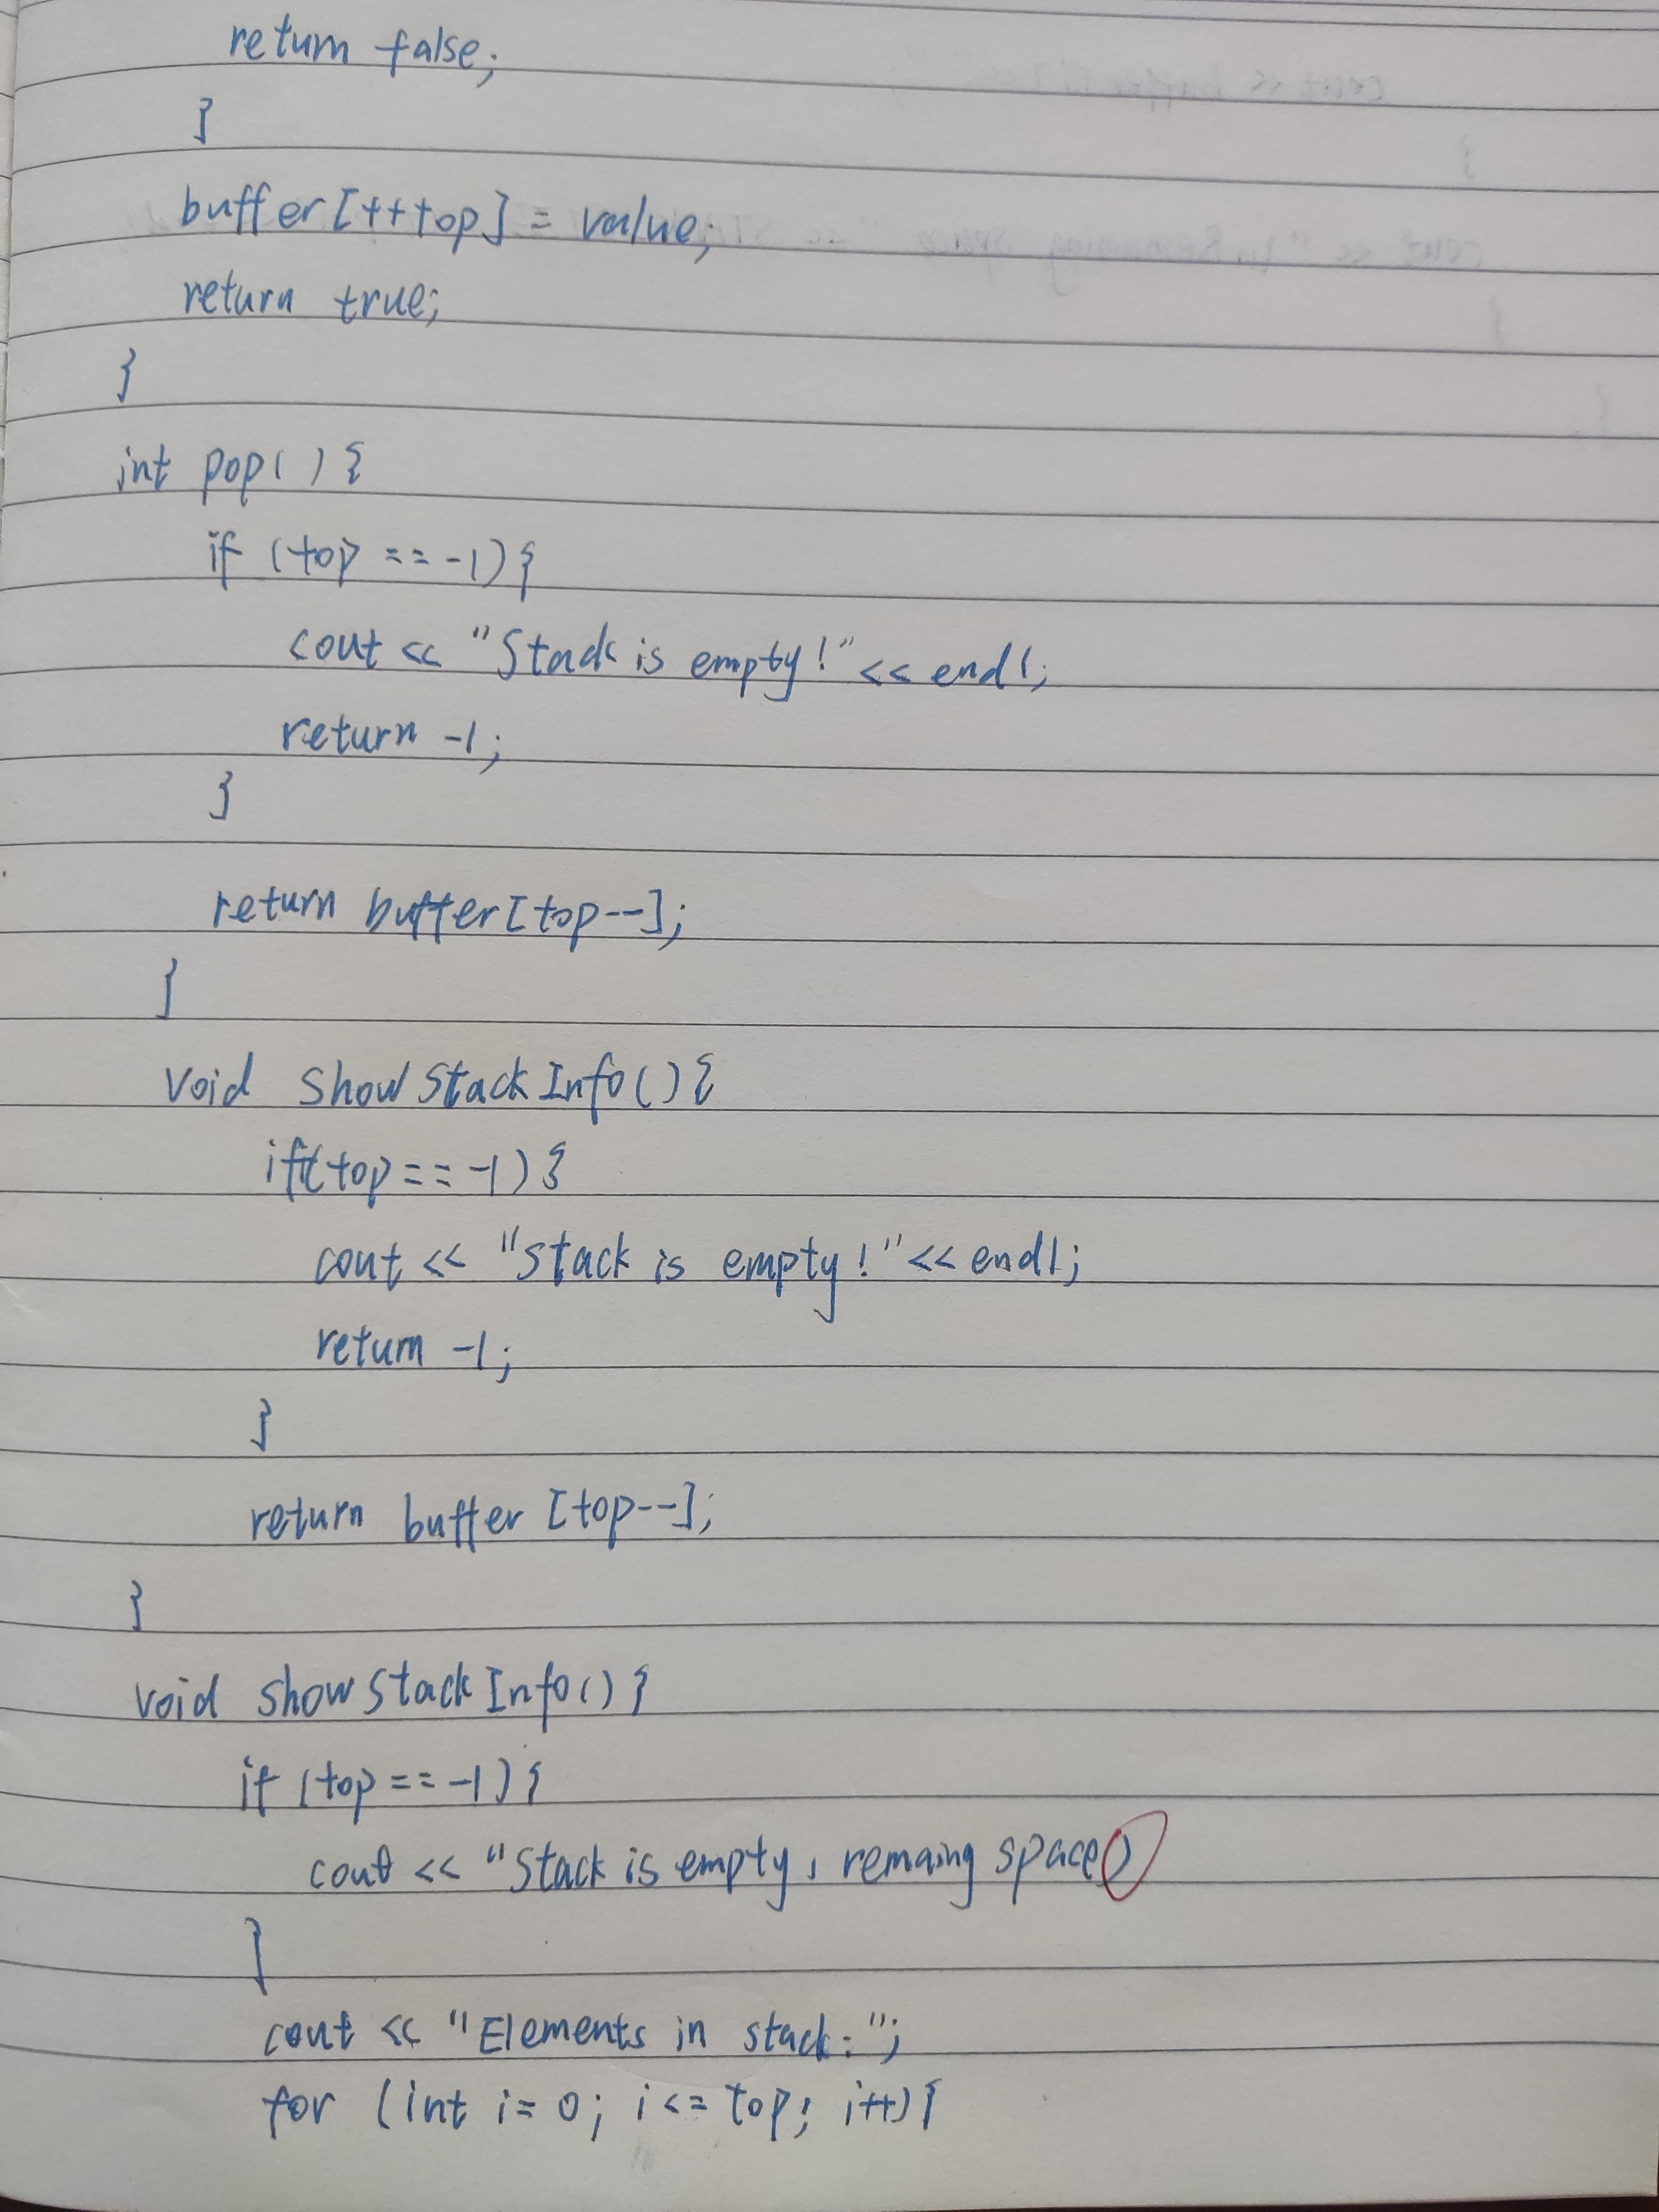 return false;
}
buffer[++top] = value;
return true;
}
int pop() {
if (top == -1) {
cout << "Stack is empty!" << endl;
return -1;
}
return buffer[top--];
}
void showStackInfo() {
if(top == -1) {
cout << "Stack is empty!" << endl;
return -1;
}
return buffer [top--];
}
void showStackInfo() {
if (top == -1) {
cout << "Stack is empty, remaing space()
}
cout << "Elements in stack: ";
for (int i=0; i<=top; i++) {